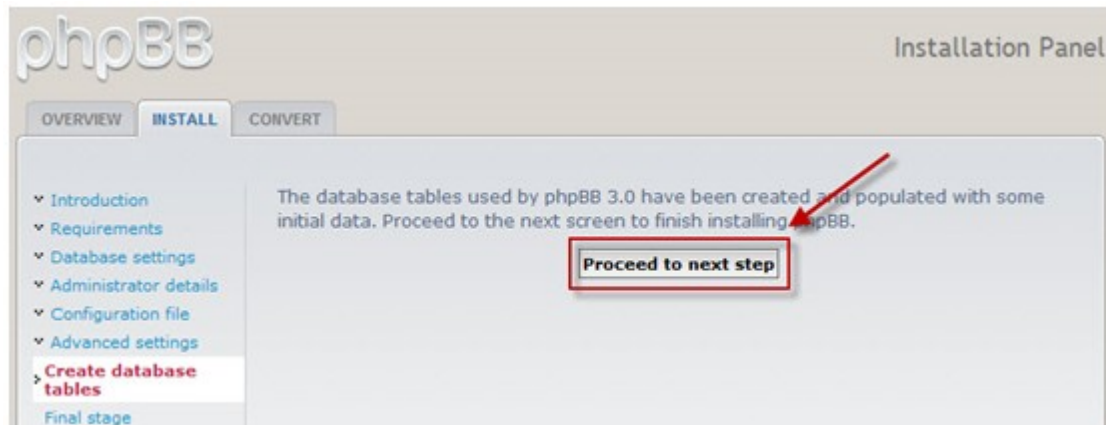 phpBB
Installation Panel
OVERVIEW INSTALL CONVERT
Introduction
Requirements
Database settings
Administrator details
Configuration file
Advanced settings
Create database
tables
Final stage
The database tables used by phpBB 3.0 have been created and populated with some
initial data. Proceed to the next screen to finish installing phpBB.
Proceed to next step